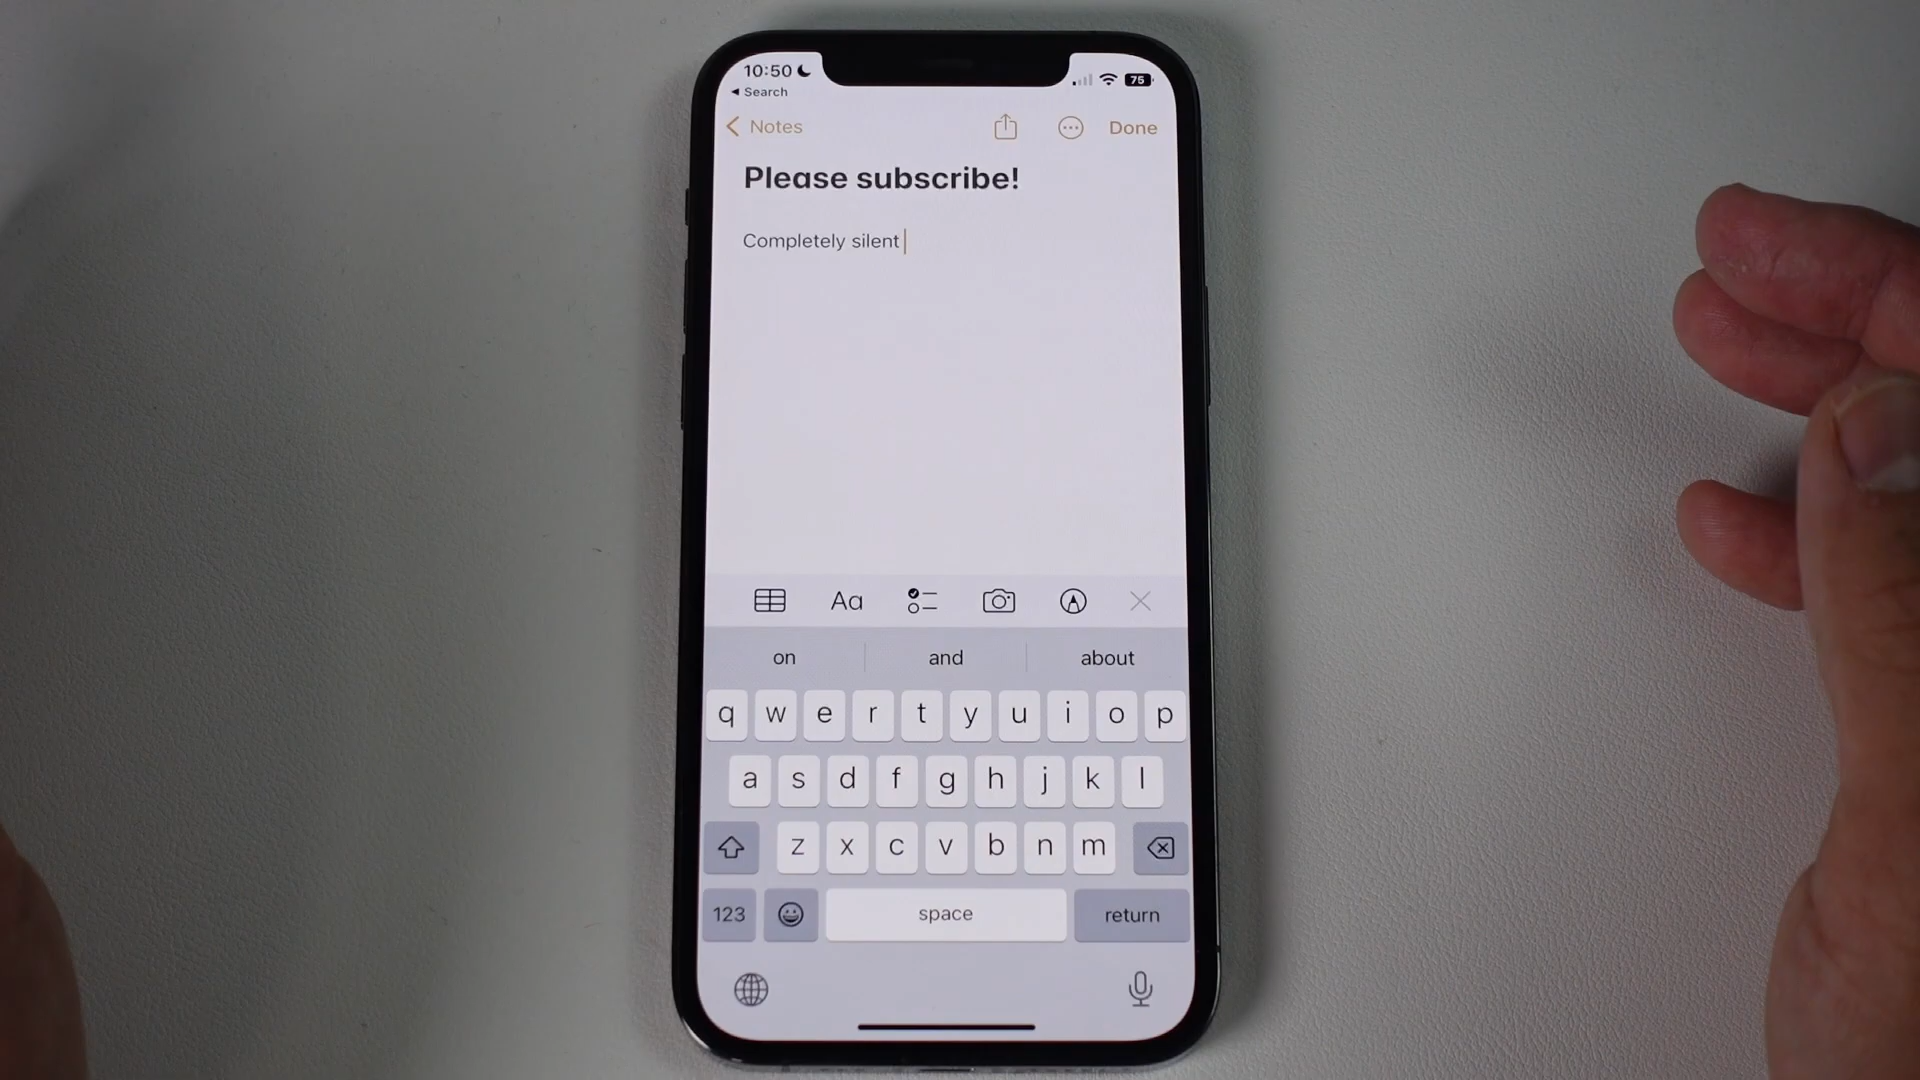 10:50
75
Search
Notes
Done
Please subscribe!
Completely silent
Aa
on and about
q w e r t y u i o p
a s d f g h j k l
z x c v b n m
123 space return